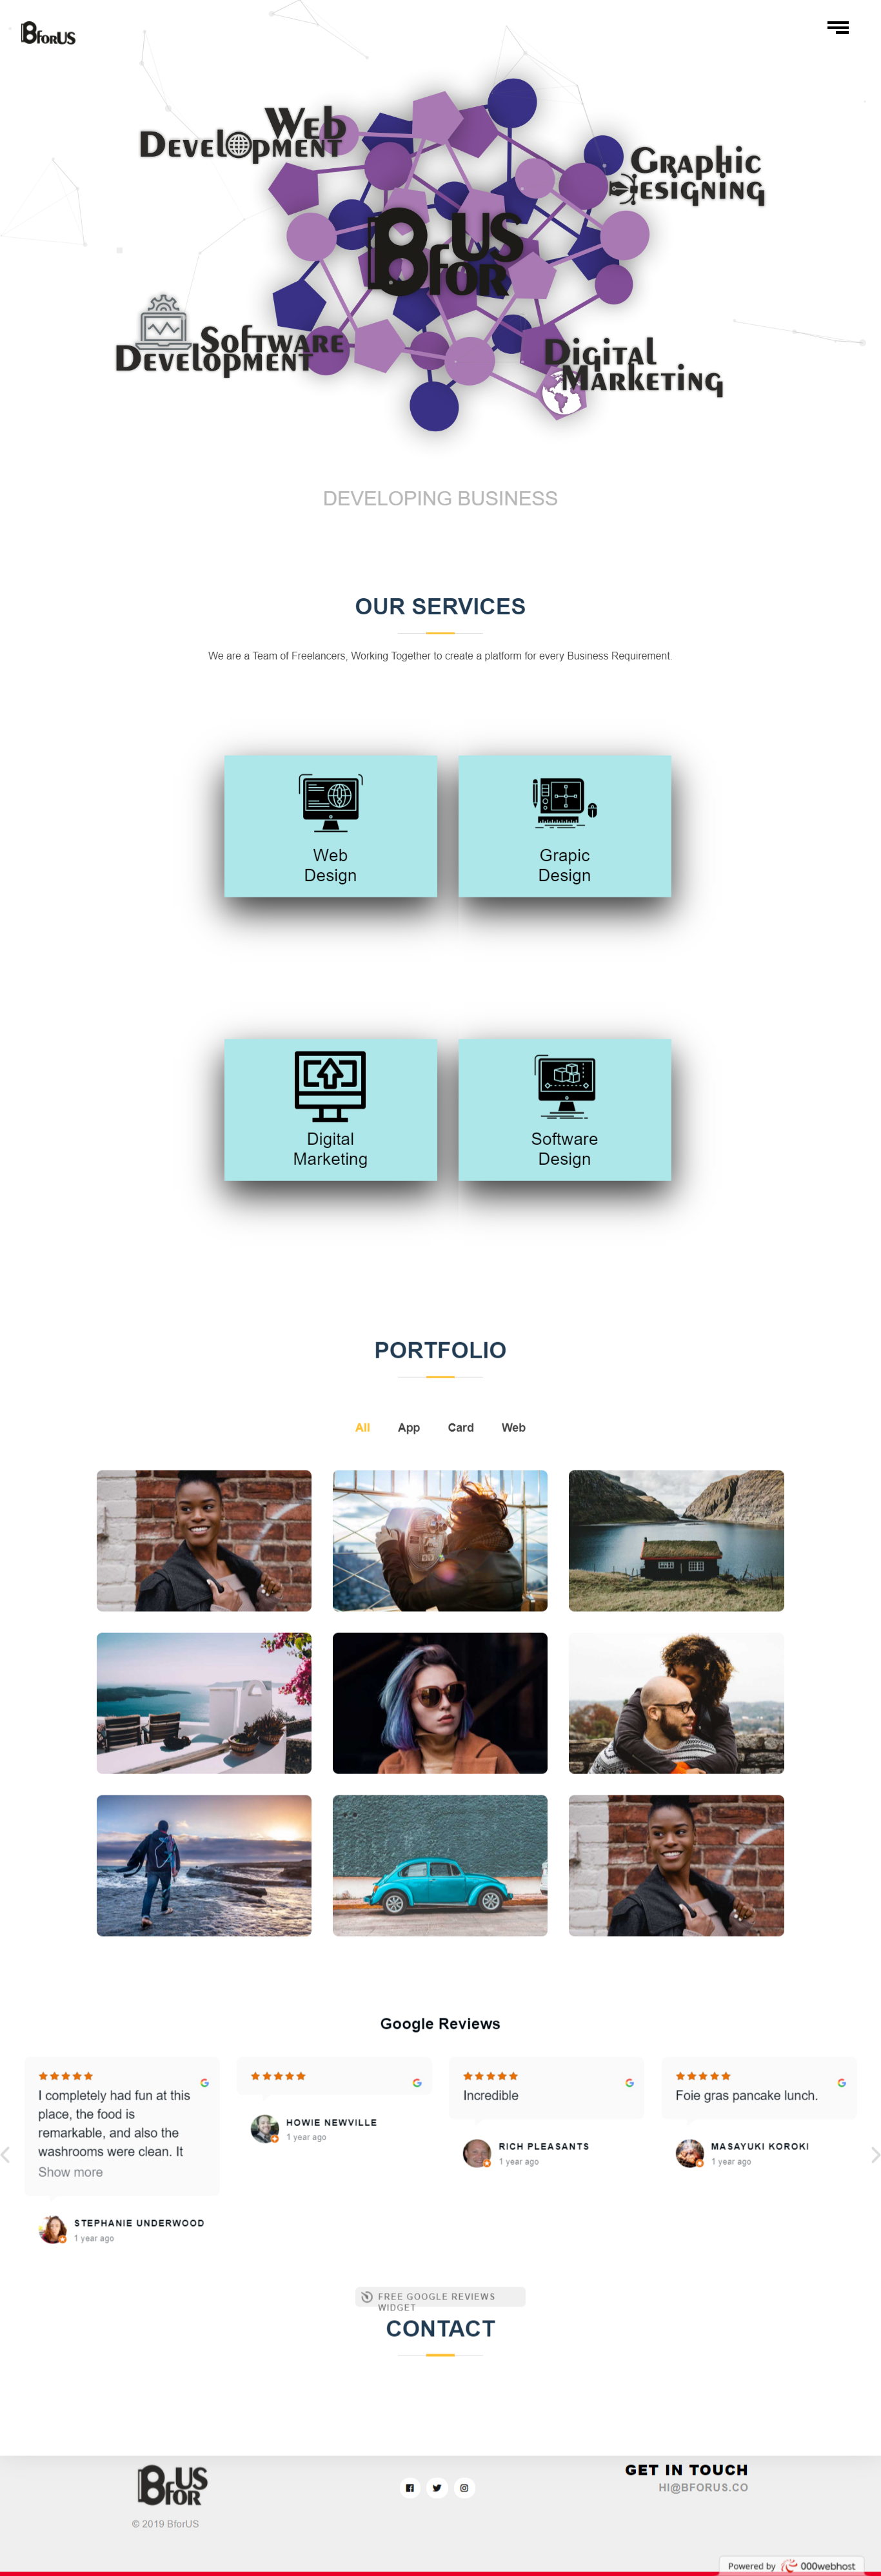 BforUS
Web
Development
Graphic
Designing
B for US
Software
Development
Digital
Marketing
DEVELOPING BUSINESS
OUR SERVICES
We are a Team of Freelancers, Working Together to create a platform for every Business Requirement.
Web
Design
Grapic
Design
Digital
Marketing
Software
Design
PORTFOLIO
All App Card Web
Google Reviews
I completely had fun at this
place, the food is
remarkable, and also the
washrooms were clean. It
Show more
STEPHANIE UNDERWOOD
1 year ago
HOWIE NEWVILLE
1 year ago
Incredible
RICH PLEASANTS
1 year ago
Foie gras pancake lunch.
MASAYUKI KOROKI
1 year ago
FREE GOOGLE REVIEWS
WIDGET
CONTACT
B for US
© 2019 BforUS
GET IN TOUCH
HI@BFORUS.CO
Powered by 000webhost